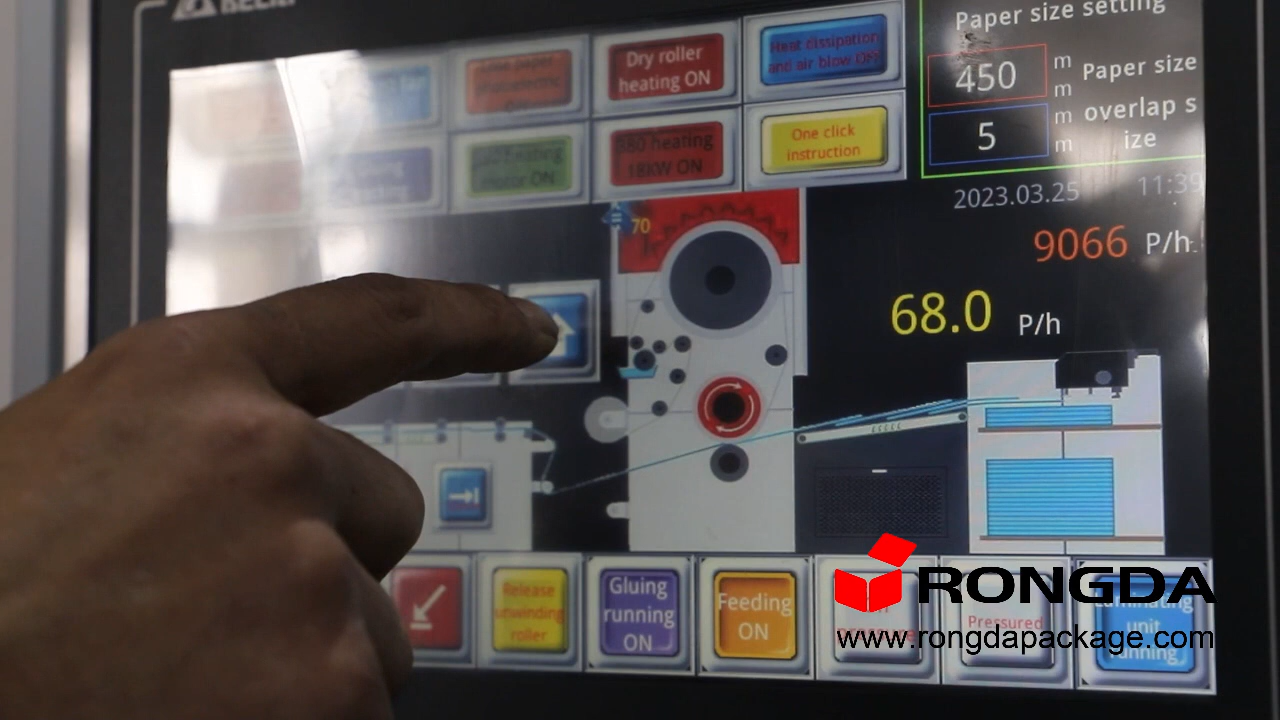 Paper size setting
Dry roller
heating ON
Heat dissipation
and air blow OFF
450
m
m
Paper size
5
m
m
overlap s
ize
heating
18KW ON
One click
instruction
motor ON
2023.03.25
11:39
70
9066 P/h
68.0 P/h
Release
unwinding
roller
Gluing
running
ON
Feeding
ON
Pressured
Laminating
unit
running
RONGDA
www.rongdapackage.com